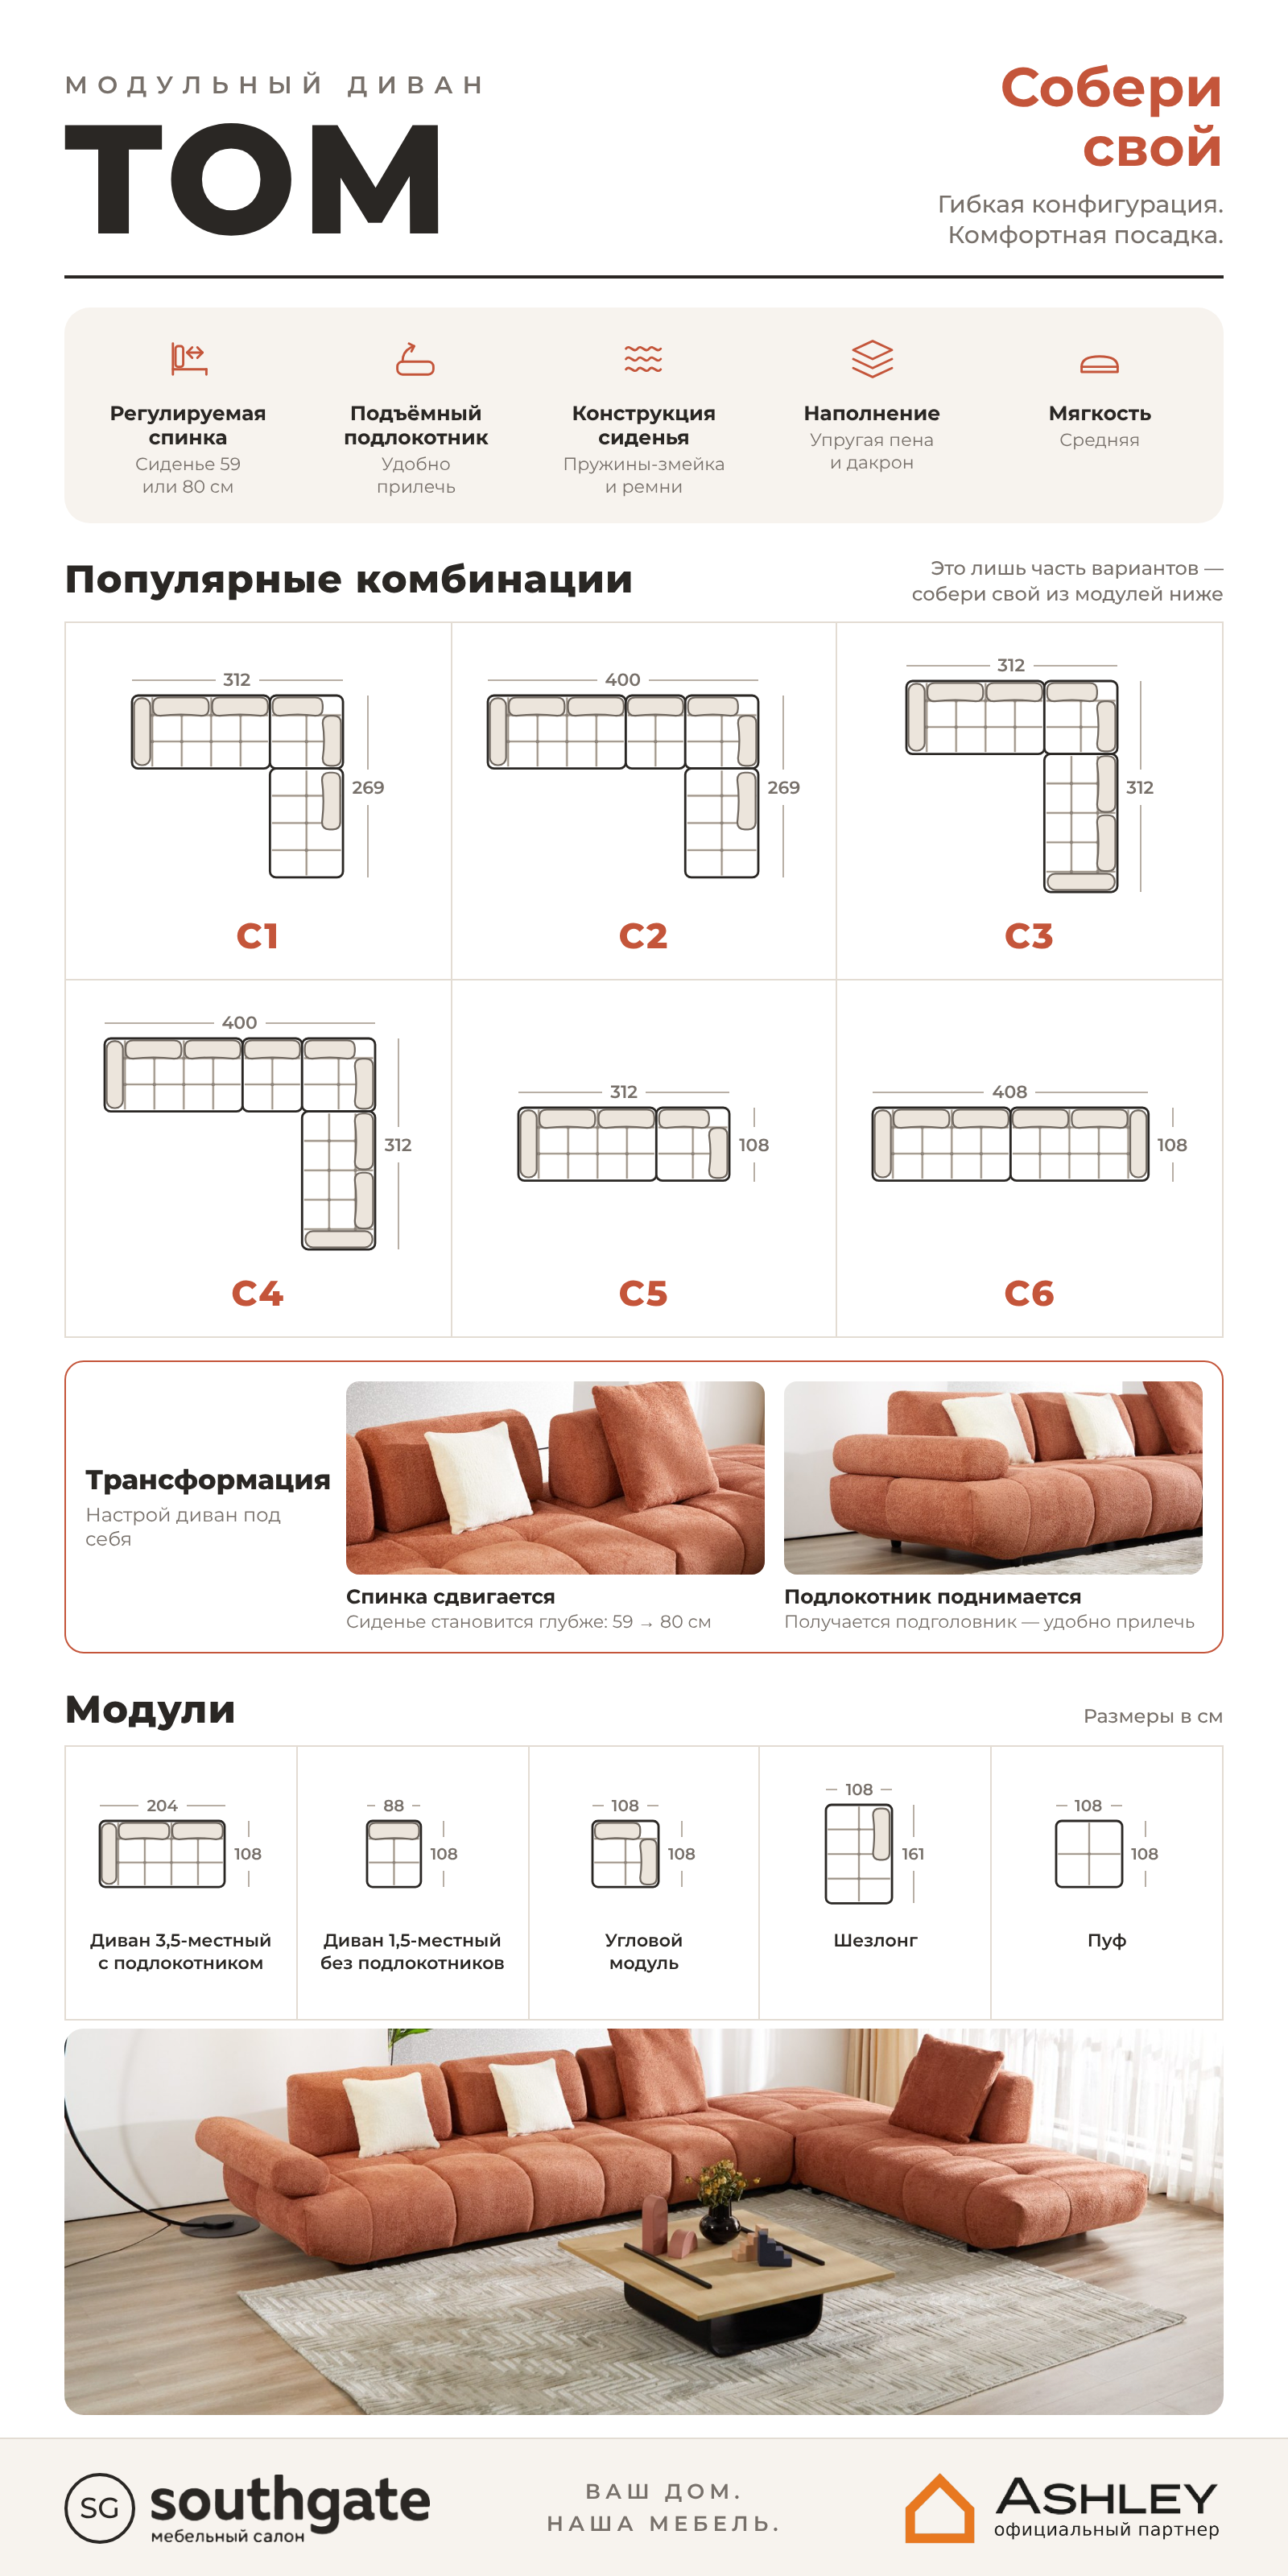 МОДУЛЬНЫЙ ДИВАН
ТОМ
Собери
свой
Гибкая конфигурация.
Комфортная посадка.
Регулируемая
спинка
Сиденье 59
или 80 см
Подъёмный
подлокотник
Удобно
прилечь
Конструкция
сиденья
Пружины-змейка
и ремни
Наполнение
Упругая пена
и дакрон
Мягкость
Средняя
Популярные комбинации
Это лишь часть вариантов —
собери свой из модулей ниже
312
269
C1
400
269
C2
312
312
C3
400
312
C4
312
108
C5
408
108
C6
Трансформация
Настрой диван под
себя
Спинка сдвигается
Сиденье становится глубже: 59 → 80 см
Подлокотник поднимается
Получается подголовник — удобно прилечь
Модули
Размеры в см
204
108
Диван 3,5-местный
с подлокотником
88
108
Диван 1,5-местный
без подлокотников
108
108
Угловой
модуль
108
161
Шезлонг
108
108
Пуф
SG
southgate
мебельный салон
ВАШ ДОМ.
НАША МЕБЕЛЬ.
ASHLEY
официальный партнер